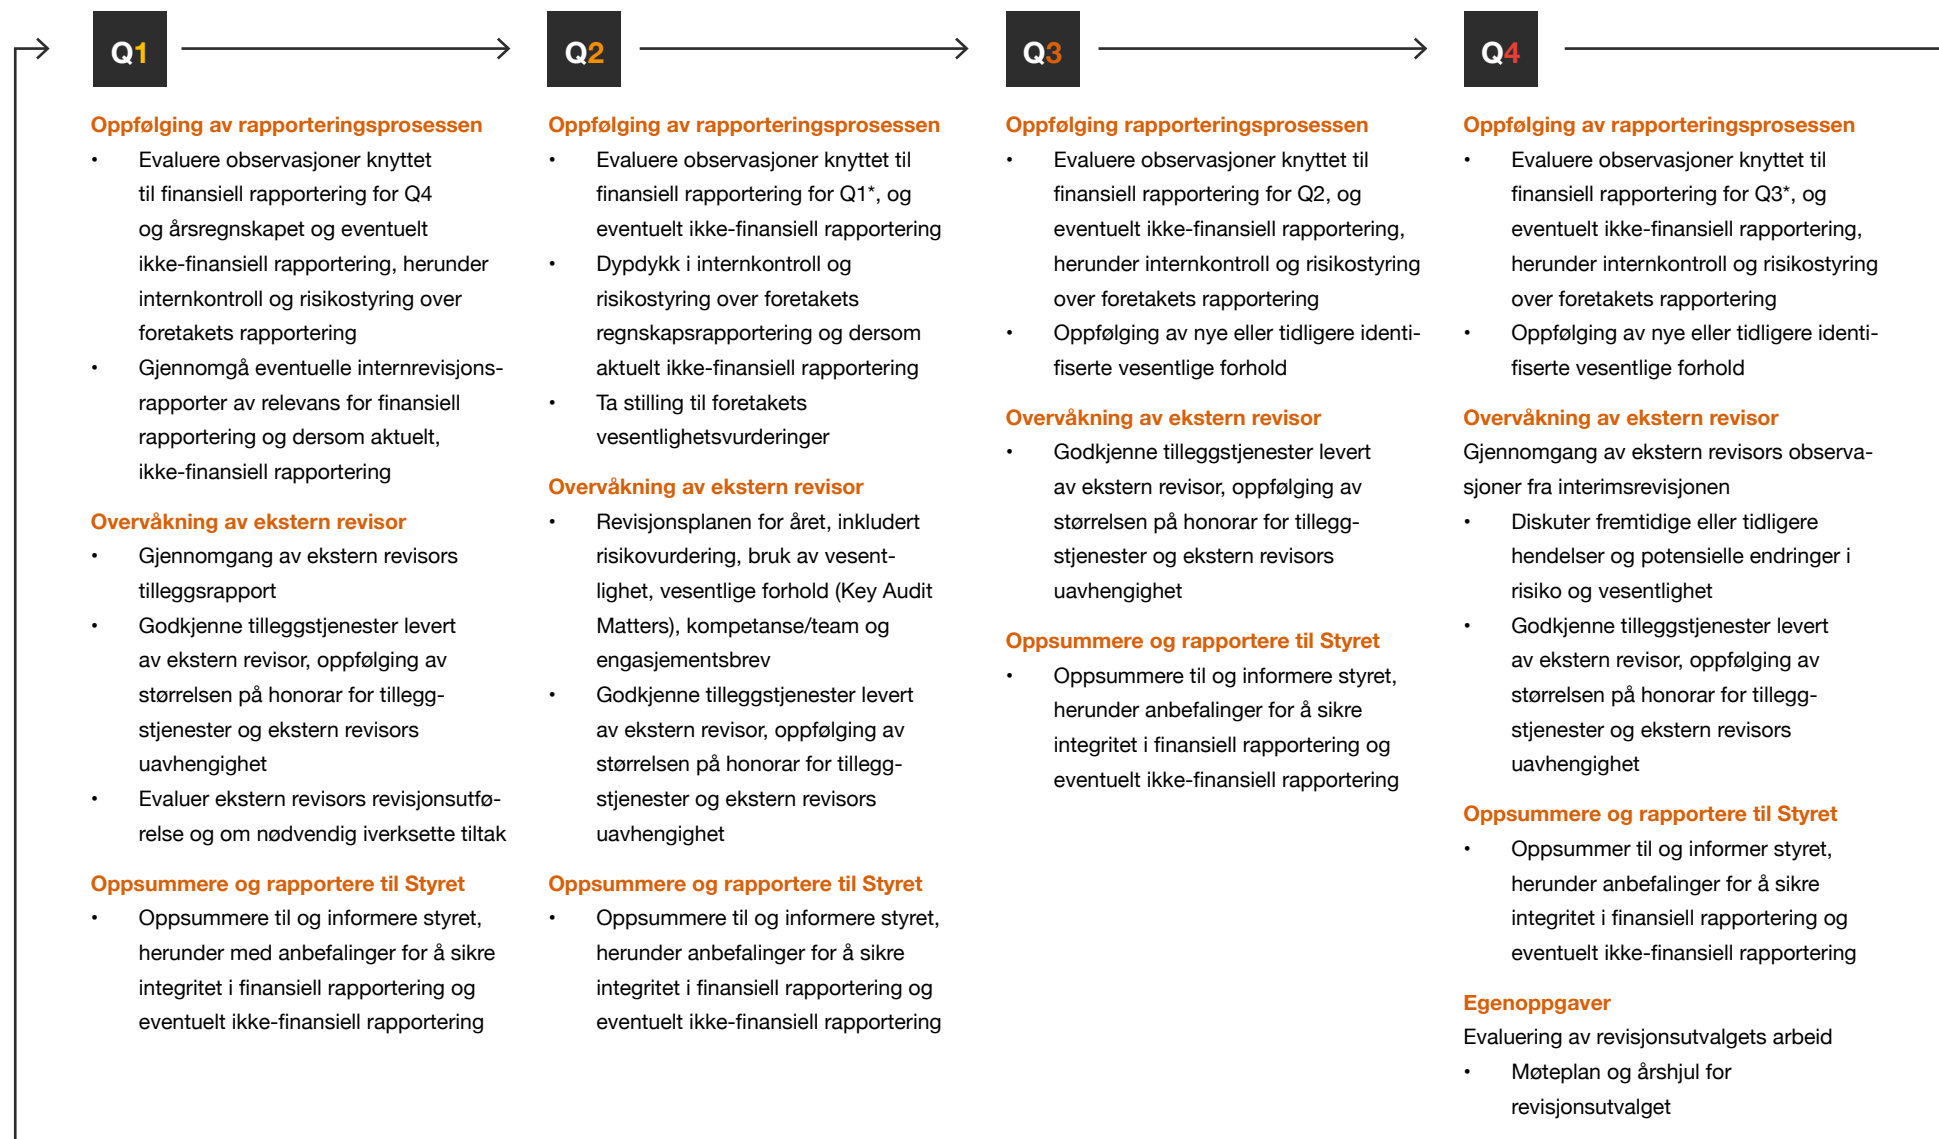 Q1
Oppfølging av rapporteringsprosessen
• Evaluere observasjoner knyttet
til finansiell rapportering for Q4
og årsregnskapet og eventuelt
ikke-finansiell rapportering, herunder
internkontroll og risikostyring over
foretakets rapportering
• Gjennomgå eventuelle internrevisjons-
rapporter av relevans for finansiell
rapportering og dersom aktuelt,
ikke-finansiell rapportering
Overvåkning av ekstern revisor
• Gjennomgang av ekstern revisors
tilleggsrapport
• Godkjenne tilleggstjenester levert
av ekstern revisor, oppfølging av
størrelsen på honorar for tillegg-
stjenester og ekstern revisors
uavhengighet
• Evaluer ekstern revisors revisjonsutfø-
relse og om nødvendig iverksette tiltak
Oppsummere og rapportere til Styret
• Oppsummere til og informere styret,
herunder med anbefalinger for å sikre
integritet i finansiell rapportering og
eventuelt ikke-finansiell rapportering
Q2
Oppfølging av rapporteringsprosessen
• Evaluere observasjoner knyttet til
finansiell rapportering for Q1*, og
eventuelt ikke-finansiell rapportering
• Dypdykk i internkontroll og
risikostyring over foretakets
regnskapsrapportering og dersom
aktuelt ikke-finansiell rapportering
• Ta stilling til foretakets
vesentlighetsvurderinger
Overvåkning av ekstern revisor
• Revisjonsplanen for året, inkludert
risikovurdering, bruk av vesent-
lighet, vesentlige forhold (Key Audit
Matters), kompetanse/team og
engasjementsbrev
• Godkjenne tilleggstjenester levert
av ekstern revisor, oppfølging av
størrelsen på honorar for tillegg-
stjenester og ekstern revisors
uavhengighet
Oppsummere og rapportere til Styret
• Oppsummere til og informere styret,
herunder anbefalinger for å sikre
integritet i finansiell rapportering og
eventuelt ikke-finansiell rapportering
Q3
Oppfølging rapporteringsprosessen
• Evaluere observasjoner knyttet til
finansiell rapportering for Q2, og
eventuelt ikke-finansiell rapportering,
herunder internkontroll og risikostyring
over foretakets rapportering
• Oppfølging av nye eller tidligere identi-
fiserte vesentlige forhold
Overvåkning av ekstern revisor
• Godkjenne tilleggstjenester levert
av ekstern revisor, oppfølging av
størrelsen på honorar for tillegg-
stjenester og ekstern revisors
uavhengighet
Oppsummere og rapportere til Styret
• Oppsummere til og informere styret,
herunder anbefalinger for å sikre
integritet i finansiell rapportering og
eventuelt ikke-finansiell rapportering
Q4
Oppfølging av rapporteringsprosessen
• Evaluere observasjoner knyttet til
finansiell rapportering for Q3*, og
eventuelt ikke-finansiell rapportering,
herunder internkontroll og risikostyring
over foretakets rapportering
• Oppfølging av nye eller tidligere identi-
fiserte vesentlige forhold
Overvåkning av ekstern revisor
Gjennomgang av ekstern revisors observa-
sjoner fra interimsrevisjonen
• Diskuter fremtidige eller tidligere
hendelser og potensielle endringer i
risiko og vesentlighet
• Godkjenne tilleggstjenester levert
av ekstern revisor, oppfølging av
størrelsen på honorar for tillegg-
stjenester og ekstern revisors
uavhengighet
Oppsummere og rapportere til Styret
• Oppsummer til og informer styret,
herunder anbefalinger for å sikre
integritet i finansiell rapportering og
eventuelt ikke-finansiell rapportering
Egenoppgaver
Evaluering av revisjonsutvalgets arbeid
• Møteplan og årshjul for
revisjonsutvalget